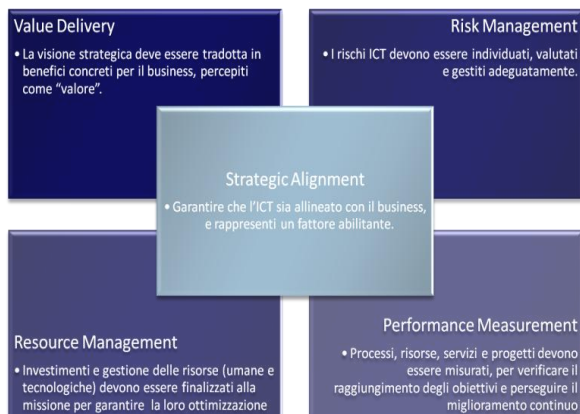 Value Delivery
• La visione strategica deve essere tradotta in
benefici concreti per il business, percepiti
come “valore”.
Risk Management
• I rischi ICT devono essere individuati, valutati
e gestiti adeguatamente.
Strategic Alignment
• Garantire che l’ICT sia allineato con il business,
e rappresenti un fattore abilitante.
Resource Management
• Investimenti e gestione delle risorse (umane e
tecnologiche) devono essere finalizzati alla
missione per garantire la loro ottimizzazione
Performance Measurement
• Processi, risorse, servizi e progetti devono
essere misurati, per verificare il
raggiungimento degli obiettivi e perseguire il
miglioramento continuo